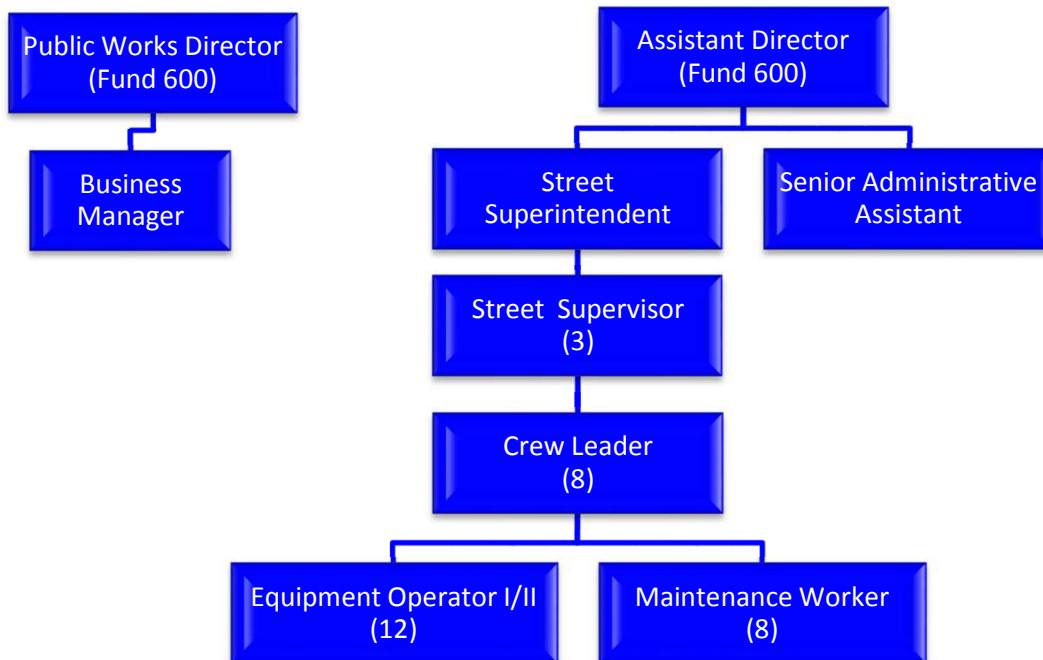 Public Works Director
(Fund 600)
Assistant Director
(Fund 600)
Business
Manager
Street
Superintendent
Senior Administrative
Assistant
Street  Supervisor
(3)
Crew Leader
(8)
Equipment Operator I/II
(12)
Maintenance Worker
(8)